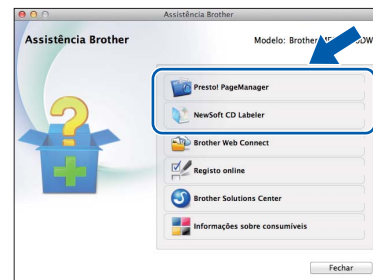 Assistência Brother
Assistência Brother
Modelo: Brother
Presto! PageManager
NewSoft CD Labeler
Brother Web Connect
Registo online
Brother Solutions Center
Informações sobre consumíveis
Fechar